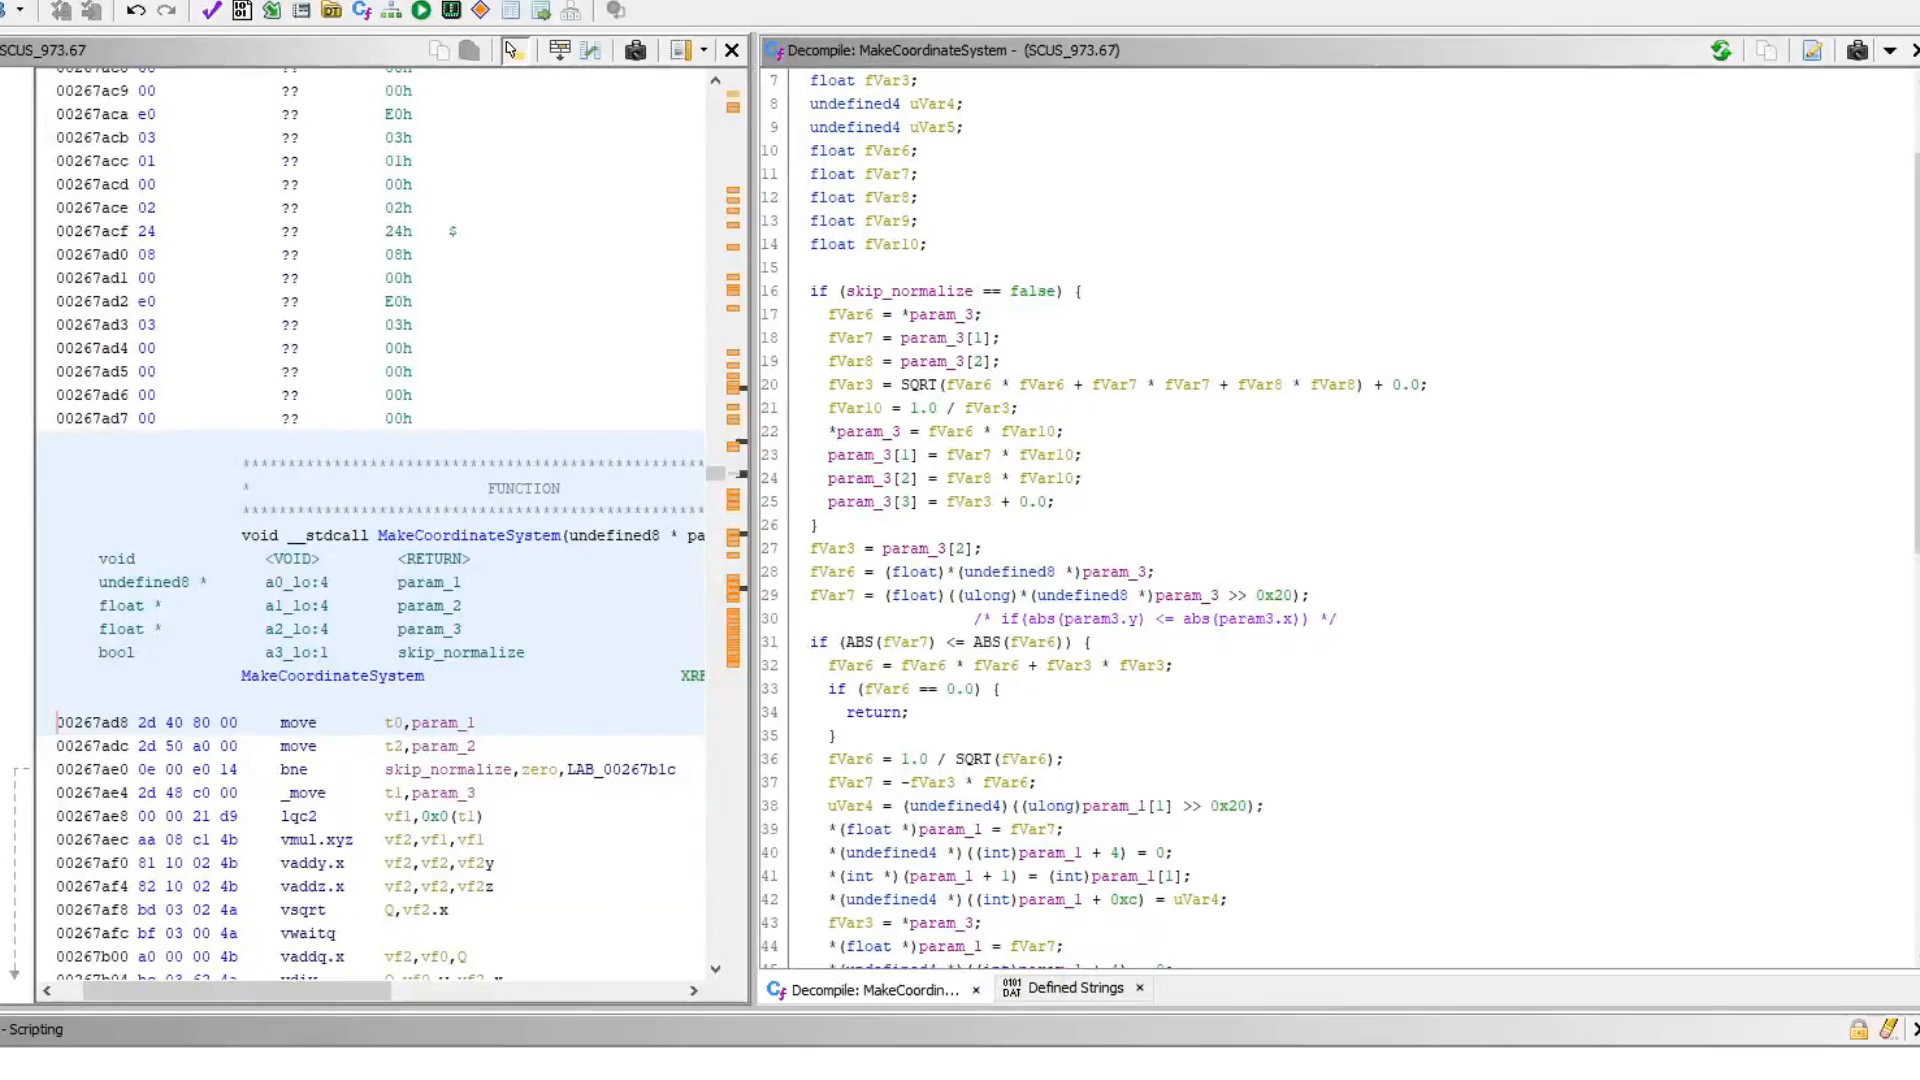 SCUS_973.67
00267ac9 00 ?? 00h
00267aca e0 ?? E0h
00267acb 03 ?? 03h
00267acc 01 ?? 01h
00267acd 00 ?? 00h
00267ace 02 ?? 02h
00267acf 24 ?? 24h $
00267ad0 08 ?? 08h
00267ad1 00 ?? 00h
00267ad2 e0 ?? E0h
00267ad3 03 ?? 03h
00267ad4 00 ?? 00h
00267ad5 00 ?? 00h
00267ad6 00 ?? 00h
00267ad7 00 ?? 00h
* FUNCTION
void __stdcall MakeCoordinateSystem(undefined8 * pa
void <VOID> <RETURN>
undefined8 * a0_lo:4 param_1
float * a1_lo:4 param_2
float * a2_lo:4 param_3
bool a3_lo:1 skip_normalize
MakeCoordinateSystem XRE
00267ad8 2d 40 80 00 move t0,param_1
00267adc 2d 50 a0 00 move t2,param_2
00267ae0 0e 00 e0 14 bne skip_normalize,zero,LAB_00267b1c
00267ae4 2d 48 c0 00 _move t1,param_3
00267ae8 00 00 21 d9 lqc2 vf1,0x0(t1)
00267aec aa 08 c1 4b vmul.xyz vf2,vf1,vf1
00267af0 81 10 02 4b vaddy.x vf2,vf2,vf2y
00267af4 82 10 02 4b vaddz.x vf2,vf2,vf2z
00267af8 bd 03 02 4a vsqrt Q,vf2.x
00267afc bf 03 00 4a vwaitq
00267b00 a0 00 00 4b vaddq.x vf2,vf0,Q
Decompile: MakeCoordinateSystem - (SCUS_973.67)
7 float fVar3;
8 undefined4 uVar4;
9 undefined4 uVar5;
10 float fVar6;
11 float fVar7;
12 float fVar8;
13 float fVar9;
14 float fVar10;
15
16 if (skip_normalize == false) {
17 fVar6 = *param_3;
18 fVar7 = param_3[1];
19 fVar8 = param_3[2];
20 fVar3 = SQRT(fVar6 * fVar6 + fVar7 * fVar7 + fVar8 * fVar8) + 0.0;
21 fVar10 = 1.0 / fVar3;
22 *param_3 = fVar6 * fVar10;
23 param_3[1] = fVar7 * fVar10;
24 param_3[2] = fVar8 * fVar10;
25 param_3[3] = fVar3 + 0.0;
26 }
27 fVar3 = param_3[2];
28 fVar6 = (float)*(undefined8 *)param_3;
29 fVar7 = (float)((ulong)*(undefined8 *)param_3 >> 0x20);
30 /* if(abs(param3.y) <= abs(param3.x)) */
31 if (ABS(fVar7) <= ABS(fVar6)) {
32 fVar6 = fVar6 * fVar6 + fVar3 * fVar3;
33 if (fVar6 == 0.0) {
34 return;
35 }
36 fVar6 = 1.0 / SQRT(fVar6);
37 fVar7 = -fVar3 * fVar6;
38 uVar4 = (undefined4)((ulong)param_1[1] >> 0x20);
39 *(float *)param_1 = fVar7;
40 *(undefined4 *)((int)param_1 + 4) = 0;
41 *(int *)(param_1 + 1) = (int)param_1[1];
42 *(undefined4 *)((int)param_1 + 0xc) = uVar4;
43 fVar3 = *param_3;
44 *(float *)param_1 = fVar7;
Decompile: MakeCoordin... × Defined Strings ×
- Scripting